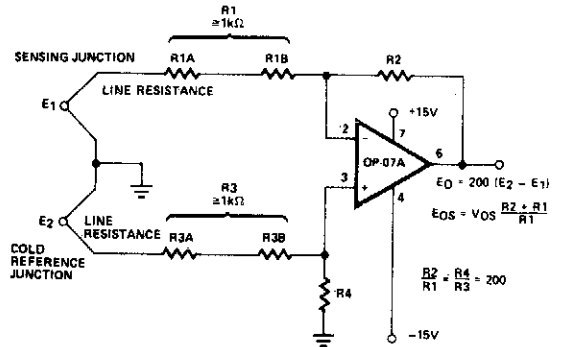 R1
≅1kΩ
SENSING JUNCTION
R1A
R1B
R2
LINE RESISTANCE
E1
+15V
2
7
OP-07A
6
EO = 200 (E2 – E1)
3
4
EOS = VOS R2 + R1
R1
E2
LINE
RESISTANCE
R3
≅1kΩ
COLD
REFERENCE
JUNCTION
R3A
R3B
R4
R2 = R4 = 200
R1 R3
–15V
–
+